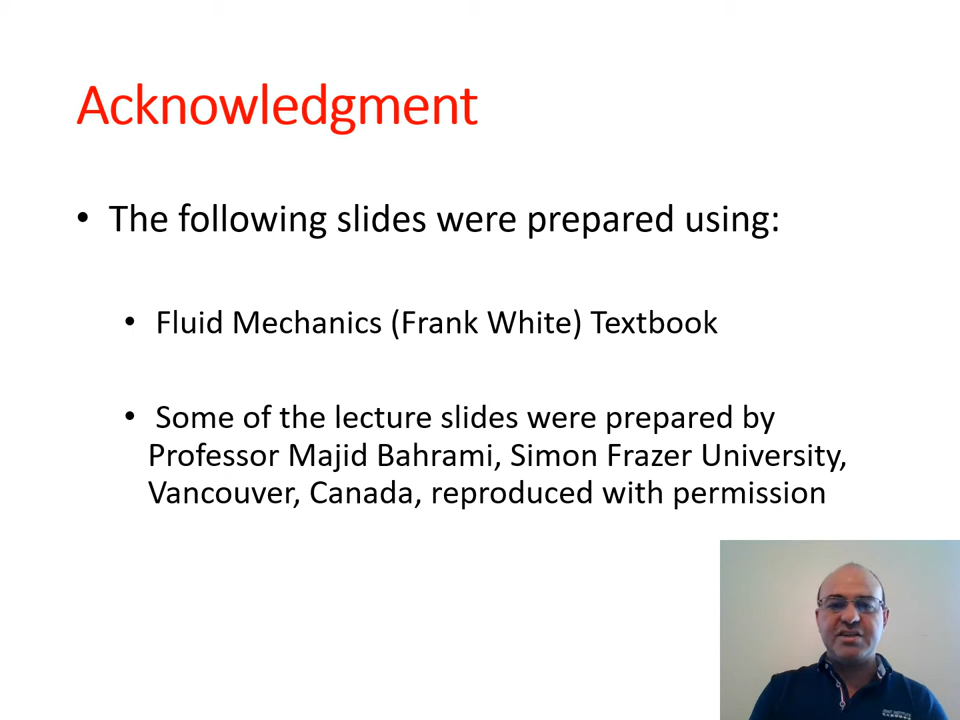 Acknowledgment
• The following slides were prepared using:
• Fluid Mechanics (Frank White) Textbook
• Some of the lecture slides were prepared by
Professor Majid Bahrami, Simon Frazer University,
Vancouver, Canada, reproduced with permission